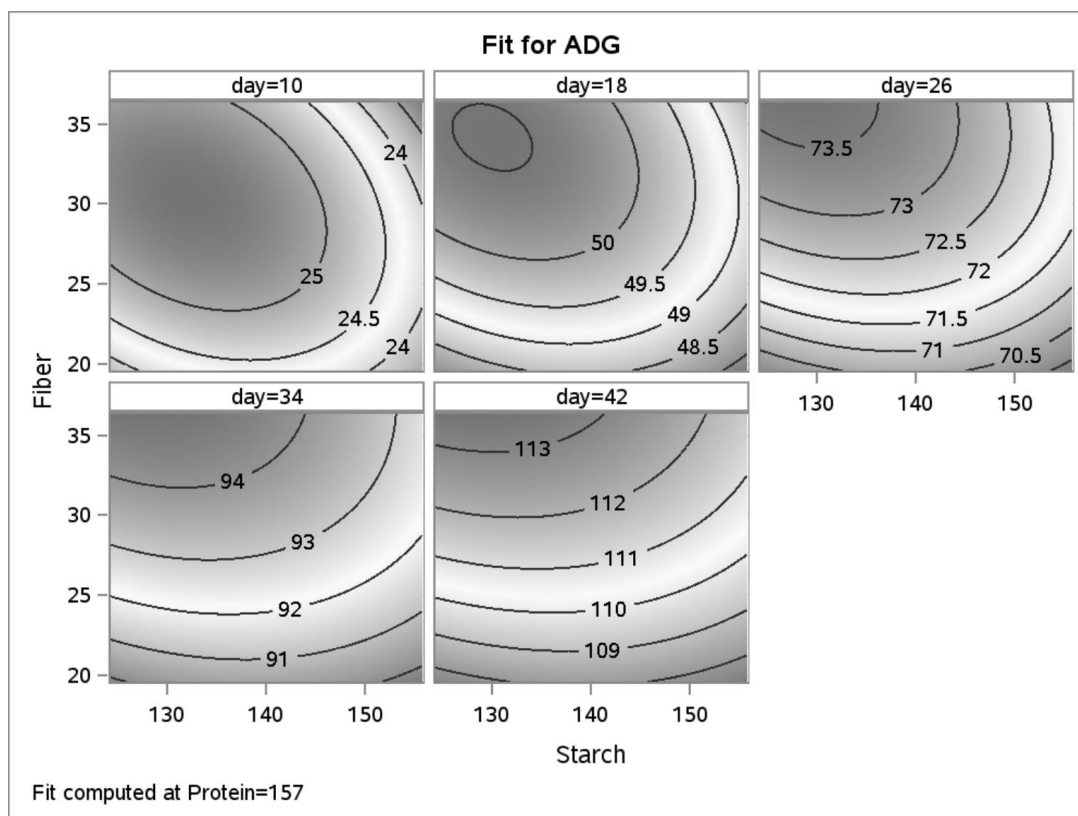 Fit for ADG
day=10
day=18
day=26
35
30
25
20
24
25
24.5
24
50
49.5
49
48.5
73.5
73
72.5
72
71.5
71
70.5
130 140 150
Fiber
day=34
day=42
35
30
25
20
94
93
92
91
113
112
111
110
109
130 140 150
130 140 150
Starch
Fit computed at Protein=157